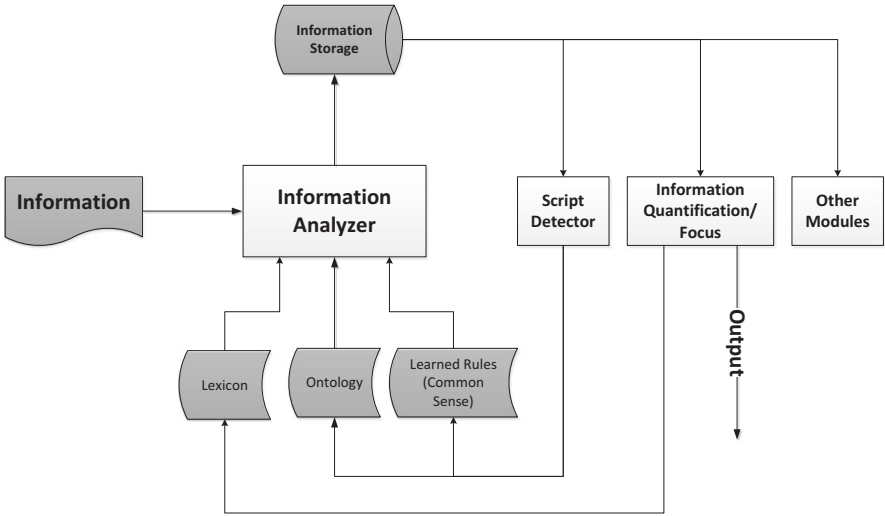 Information
Storage
Information
Information
Analyzer
Script
Detector
Information
Quantification/
Focus
Other
Modules
Output
Lexicon
Ontology
Learned Rules
(Common
Sense)